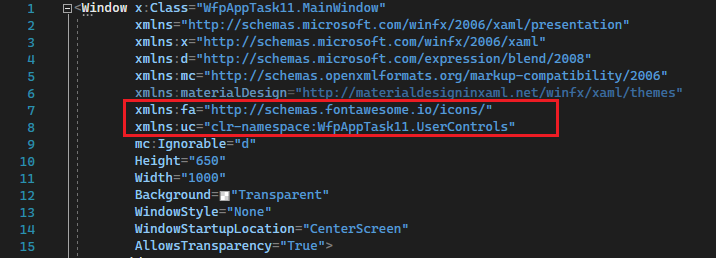 1 <Window x:Class="WfpAppTask11.MainWindow"
2 xmlns="http://schemas.microsoft.com/winfx/2006/xaml/presentation"
3 xmlns:x="http://schemas.microsoft.com/winfx/2006/xaml"
4 xmlns:d="http://schemas.microsoft.com/expression/blend/2008"
5 xmlns:mc="http://schemas.openxmlformats.org/markup-compatibility/2006"
6 xmlns:materialDesign="http://materialdesigninxaml.net/winfx/xaml/themes"
7 xmlns:fa="http://schemas.fontawesome.io/icons/"
8 xmlns:uc="clr-namespace:WfpAppTask11.UserControls"
9 mc:Ignorable="d"
10 Height="650"
11 Width="1000"
12 Background="Transparent"
13 WindowStyle="None"
14 WindowStartupLocation="CenterScreen"
15 AllowsTransparency="True">